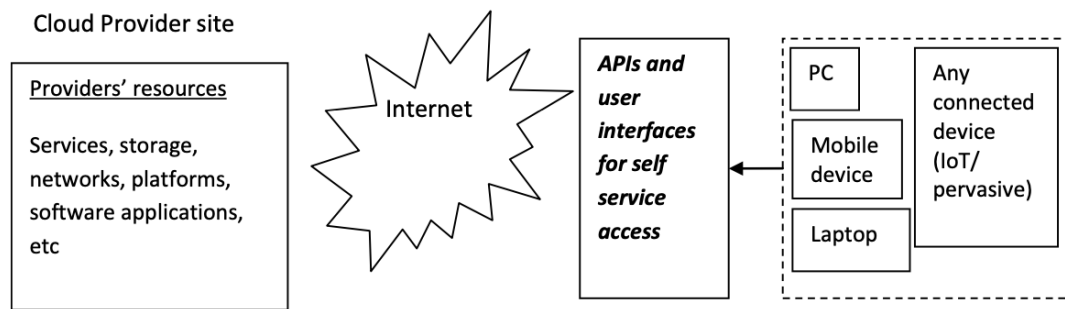 Cloud Provider site
Providers’ resources
Services, storage,
networks, platforms,
software applications,
etc
Internet
APIs and
user
interfaces
for self
service
access
PC
Mobile
device
Laptop
Any
connected
device
(IoT/
pervasive)